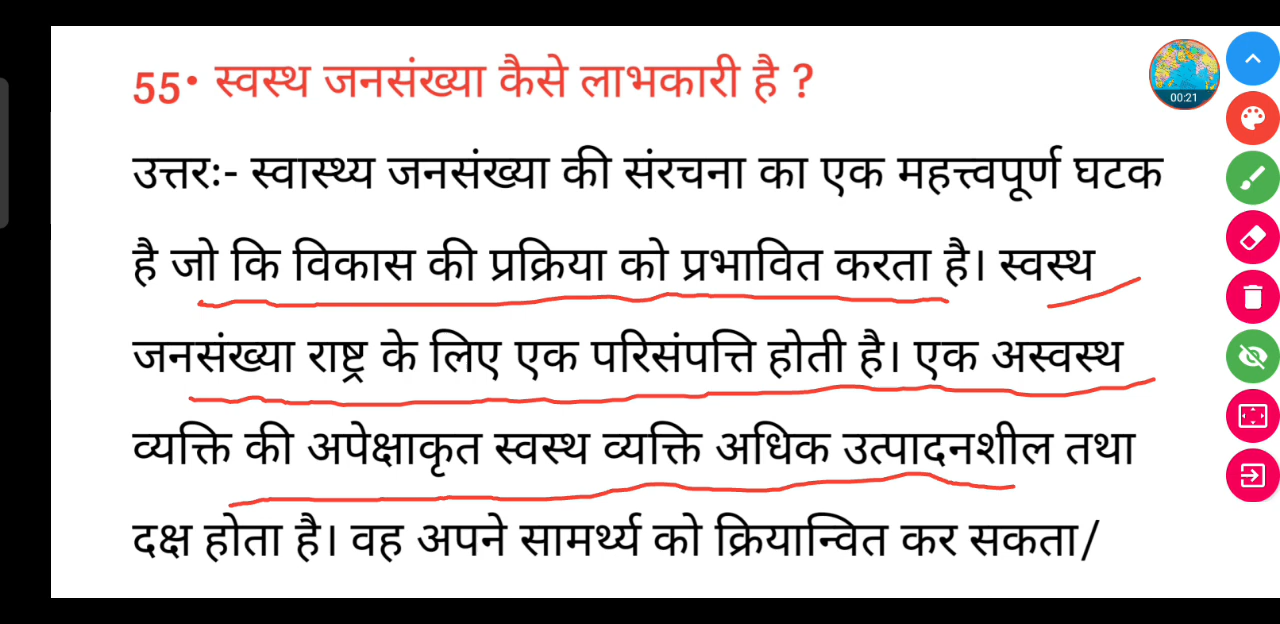 55• स्वस्थ जनसंख्या कैसे लाभकारी है ?
00:21
उत्तरः- स्वास्थ्य जनसंख्या की संरचना का एक महत्त्वपूर्ण घटक
है जो कि विकास की प्रक्रिया को प्रभावित करता है। स्वस्थ
जनसंख्या राष्ट्र के लिए एक परिसंपत्ति होती है। एक अस्वस्थ
व्यक्ति की अपेक्षाकृत स्वस्थ व्यक्ति अधिक उत्पादनशील तथा
दक्ष होता है। वह अपने सामर्थ्य को क्रियान्वित कर सकता/